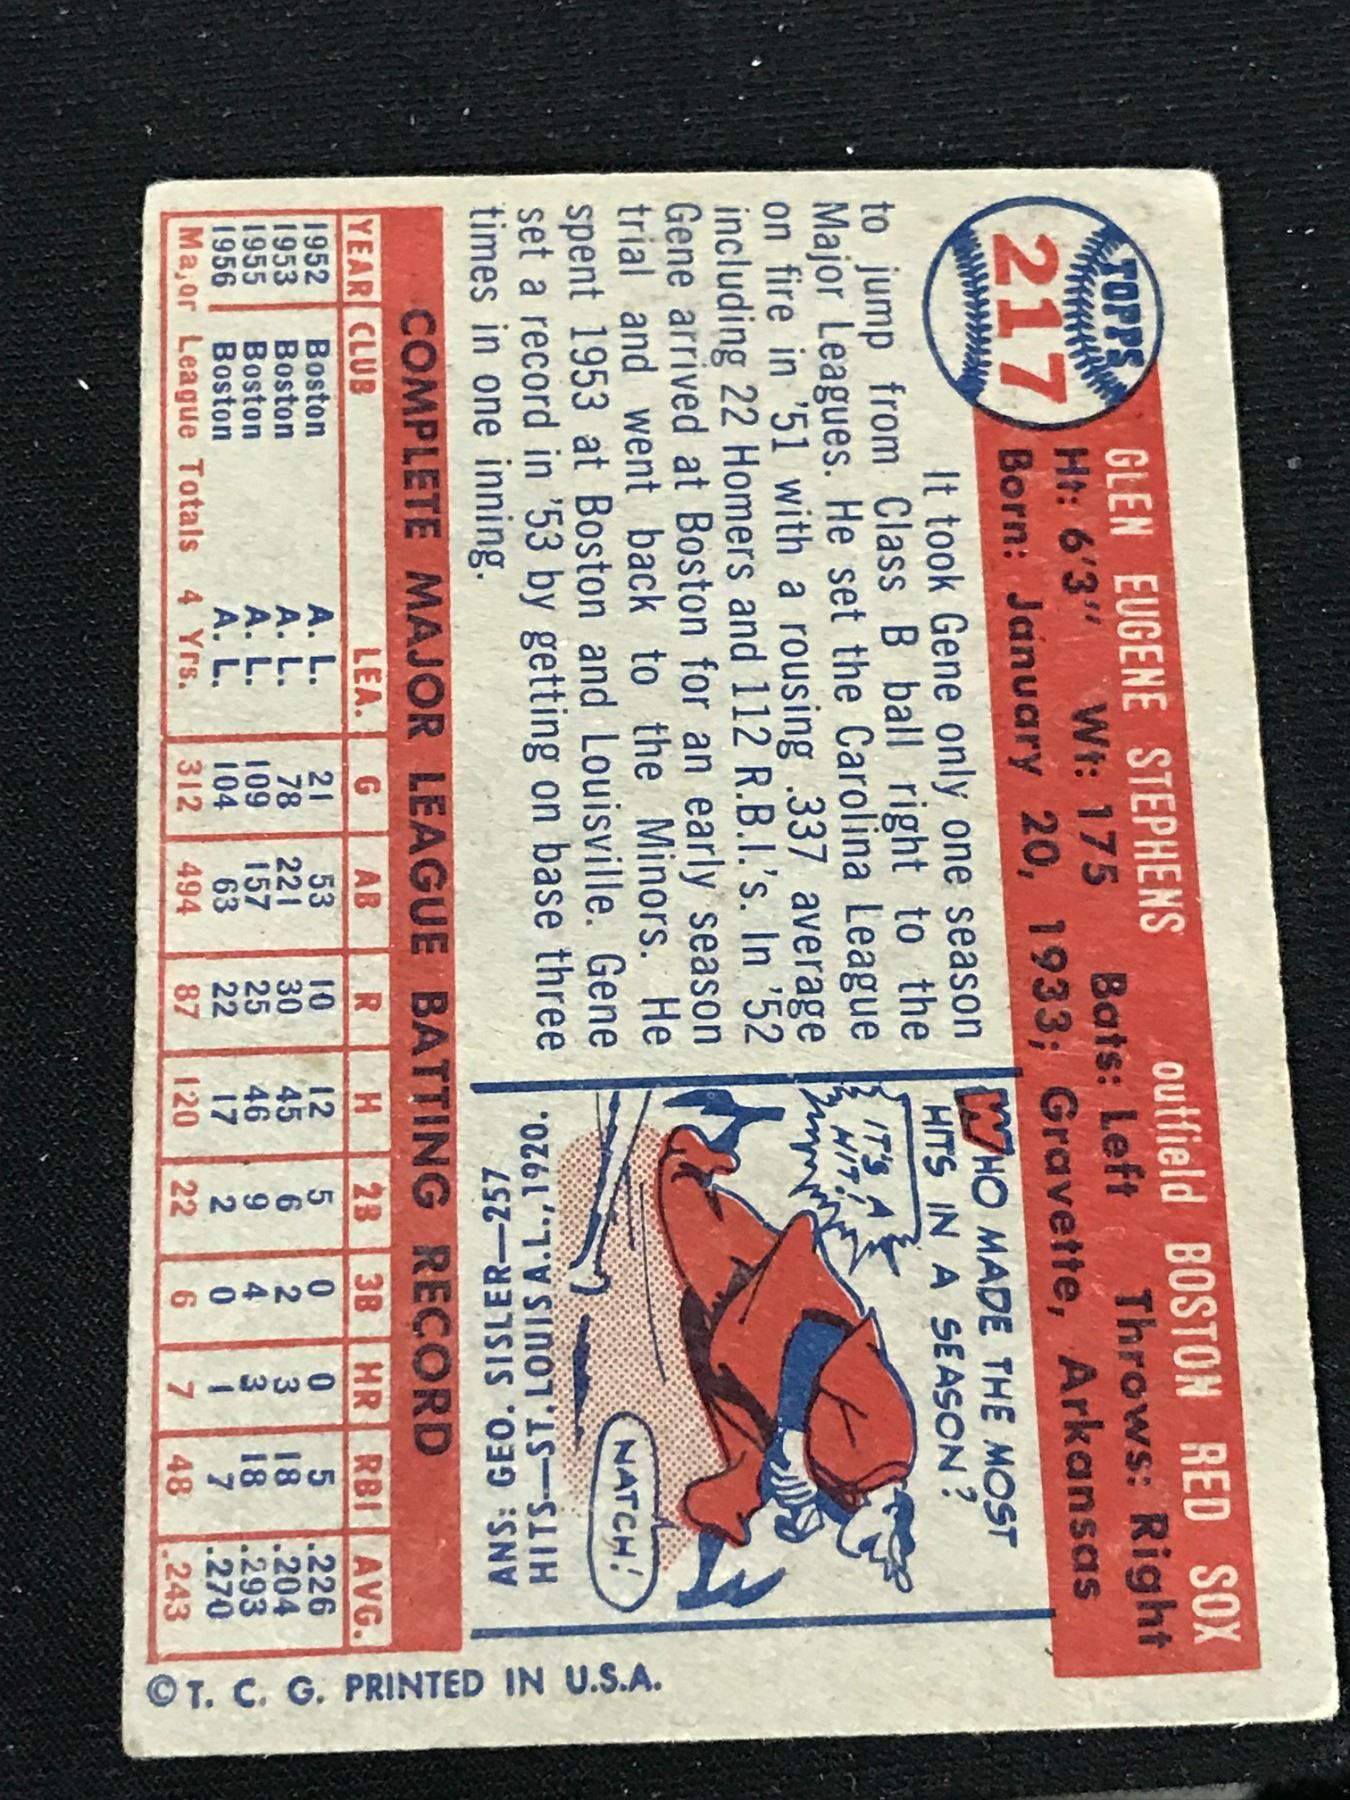 TOPPS
217
GLEN EUGENE STEPHENS outfield BOSTON RED SOX
Ht: 6'3" Wt: 175 Bats: Left Throws: Right
Born: January 20, 1933; Gravette, Arkansas
It took Gene only one season
to jump from Class B ball right to the
Major Leagues. He set the Carolina League
on fire in '51 with a rousing .337 average
including 22 Homers and 112 R.B.I.'s. In '52
Gene arrived at Boston for an early season
trial and went back to the Minors. He
spent 1953 at Boston and Louisville. Gene
set a record in '53 by getting on base three
times in one inning.
WHO MADE THE MOST
HITS IN A SEASON?
IT'S A
HIT!
NATCH!
ANS: GEO. SISLER—257
HITS—ST. LOUIS A.L., 1920.
COMPLETE MAJOR LEAGUE BATTING RECORD
YEAR CLUB LEA. G AB R H 2B 3B HR RBI AVG.
1952 Boston A. L. 21 53 10 12 5 0 0 5 .226
1953 Boston A. L. 78 221 30 45 6 2 3 18 .204
1955 Boston A. L. 109 157 25 46 9 4 3 18 .293
1956 Boston A. L. 104 63 22 17 2 0 1 7 .270
Major League Totals 4 Yrs. 312 494 87 120 22 6 7 48 .243
© T. C. G. PRINTED IN U.S.A.